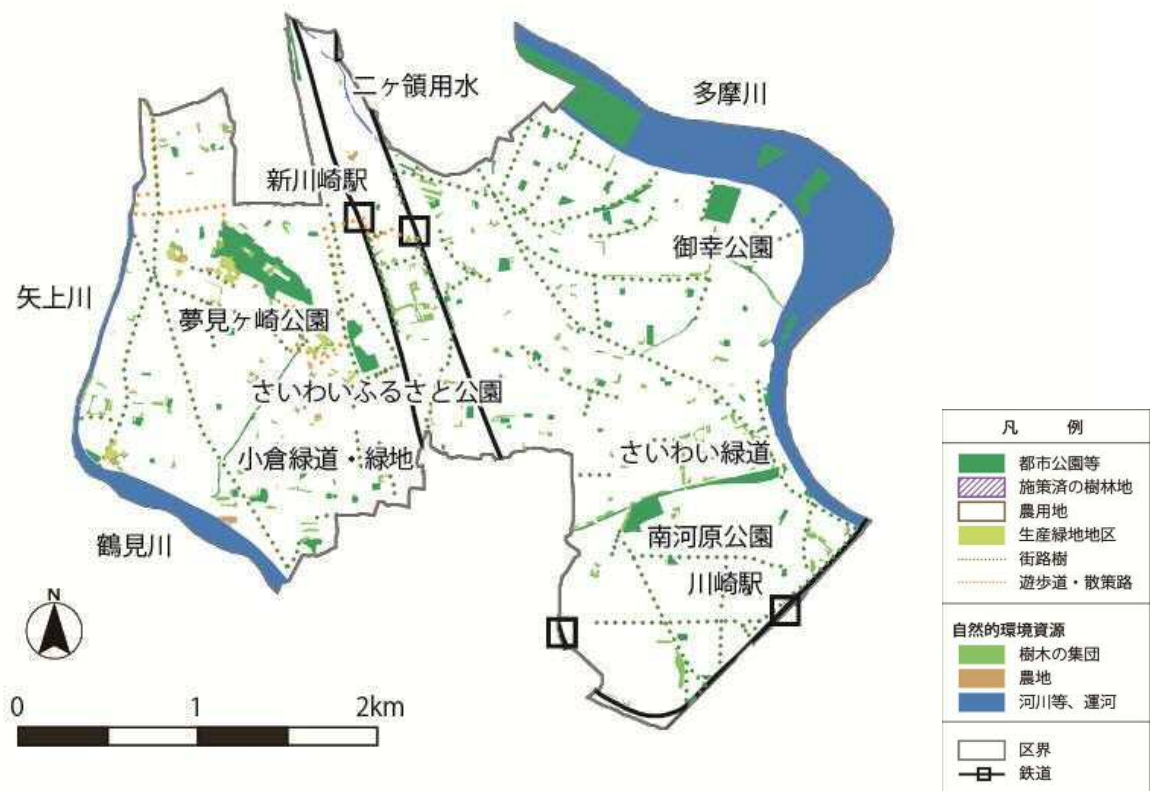 二ヶ領用水
多摩川
新川崎駅
御幸公園
矢上川
夢見ヶ崎公園
さいわいふるさと公園
小倉緑道・緑地
さいわい緑道
鶴見川
南河原公園
川崎駅
N
0 1 2km
凡 例
都市公園等
施策済の樹林地
農用地
生産緑地地区
街路樹
遊歩道・散策路
自然的環境資源
樹木の集団
農地
河川等、運河
区界
鉄道